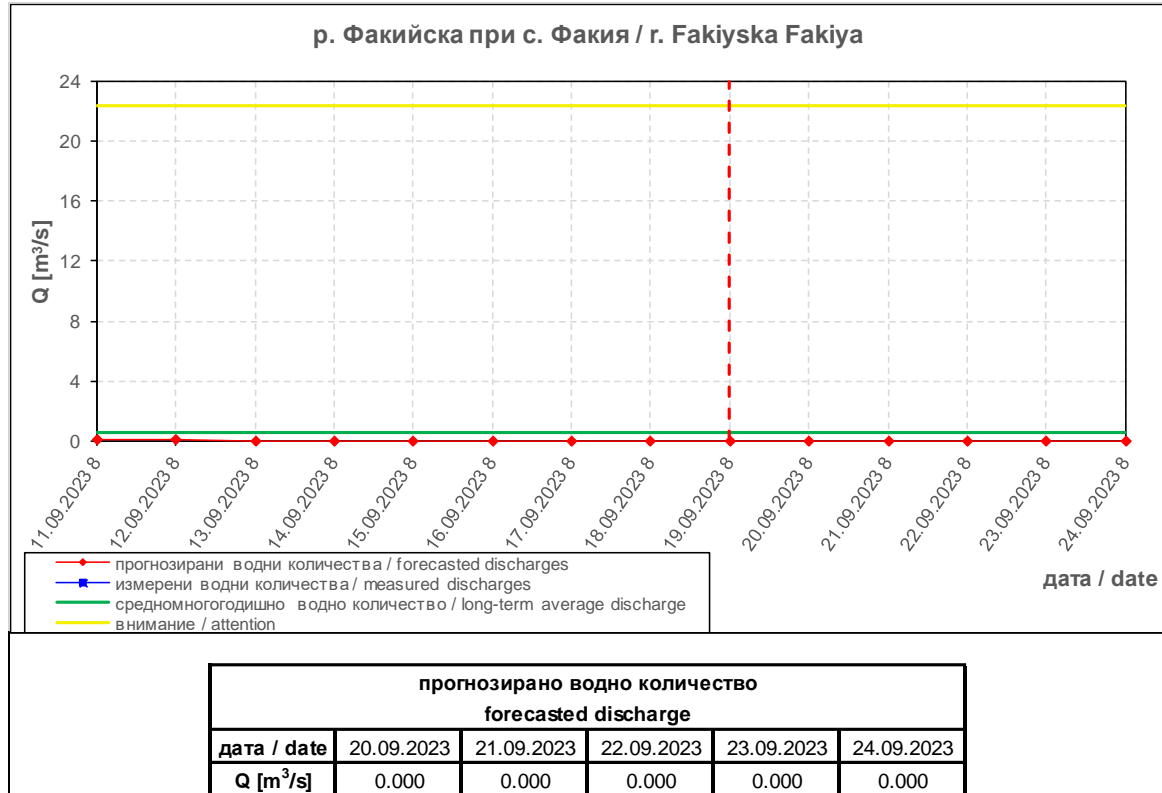 р. Факийска при с. Факия / r. Fakiyska Fakiya
24
20
16
12
8
4
0
Q [m³/s]
11.09.2023 8
12.09.2023 8
13.09.2023 8
14.09.2023 8
15.09.2023 8
16.09.2023 8
17.09.2023 8
18.09.2023 8
19.09.2023 8
20.09.2023 8
21.09.2023 8
22.09.2023 8
23.09.2023 8
24.09.2023 8
дата / date
прогнозирани водни количества / forecasted discharges
измерени водни количества / measured discharges
средномногогодишно водно количество / long-term average discharge
внимание / attention
прогнозирано водно количество
forecasted discharge
дата / date 20.09.2023 21.09.2023 22.09.2023 23.09.2023 24.09.2023
Q [m³/s] 0.000 0.000 0.000 0.000 0.000